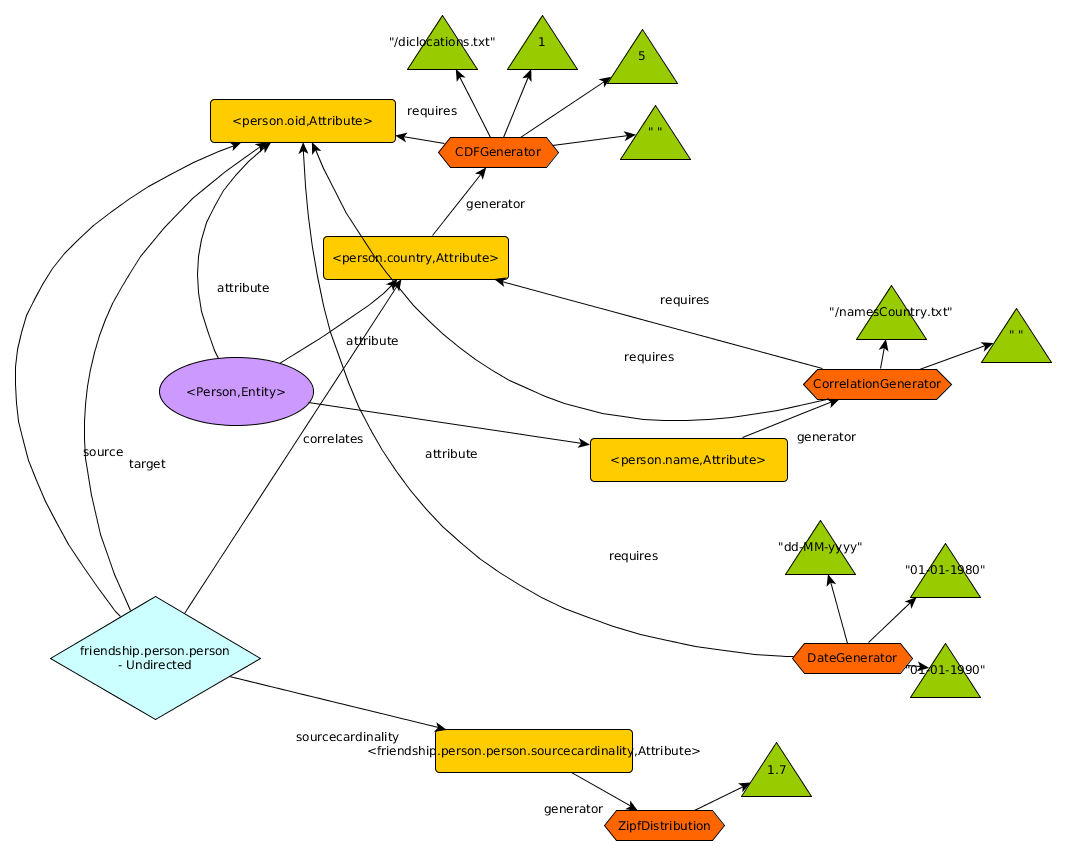 "/diclocations.txt"
1
5
" "
requires
<person.oid,Attribute>
CDFGenerator
generator
<person.country,Attribute>
attribute
requires
"/namesCountry.txt"
" "
attribute
requires
<Person,Entity>
CorrelationGenerator
correlates
generator
source
target
attribute
<person.name,Attribute>
requires
"dd-MM-yyyy"
"01-01-1980"
friendship.person.person
- Undirected
DateGenerator
"01-01-1990"
sourcecardinality
<friendship.person.person.sourcecardinality,Attribute>
1.7
generator
ZipfDistribution